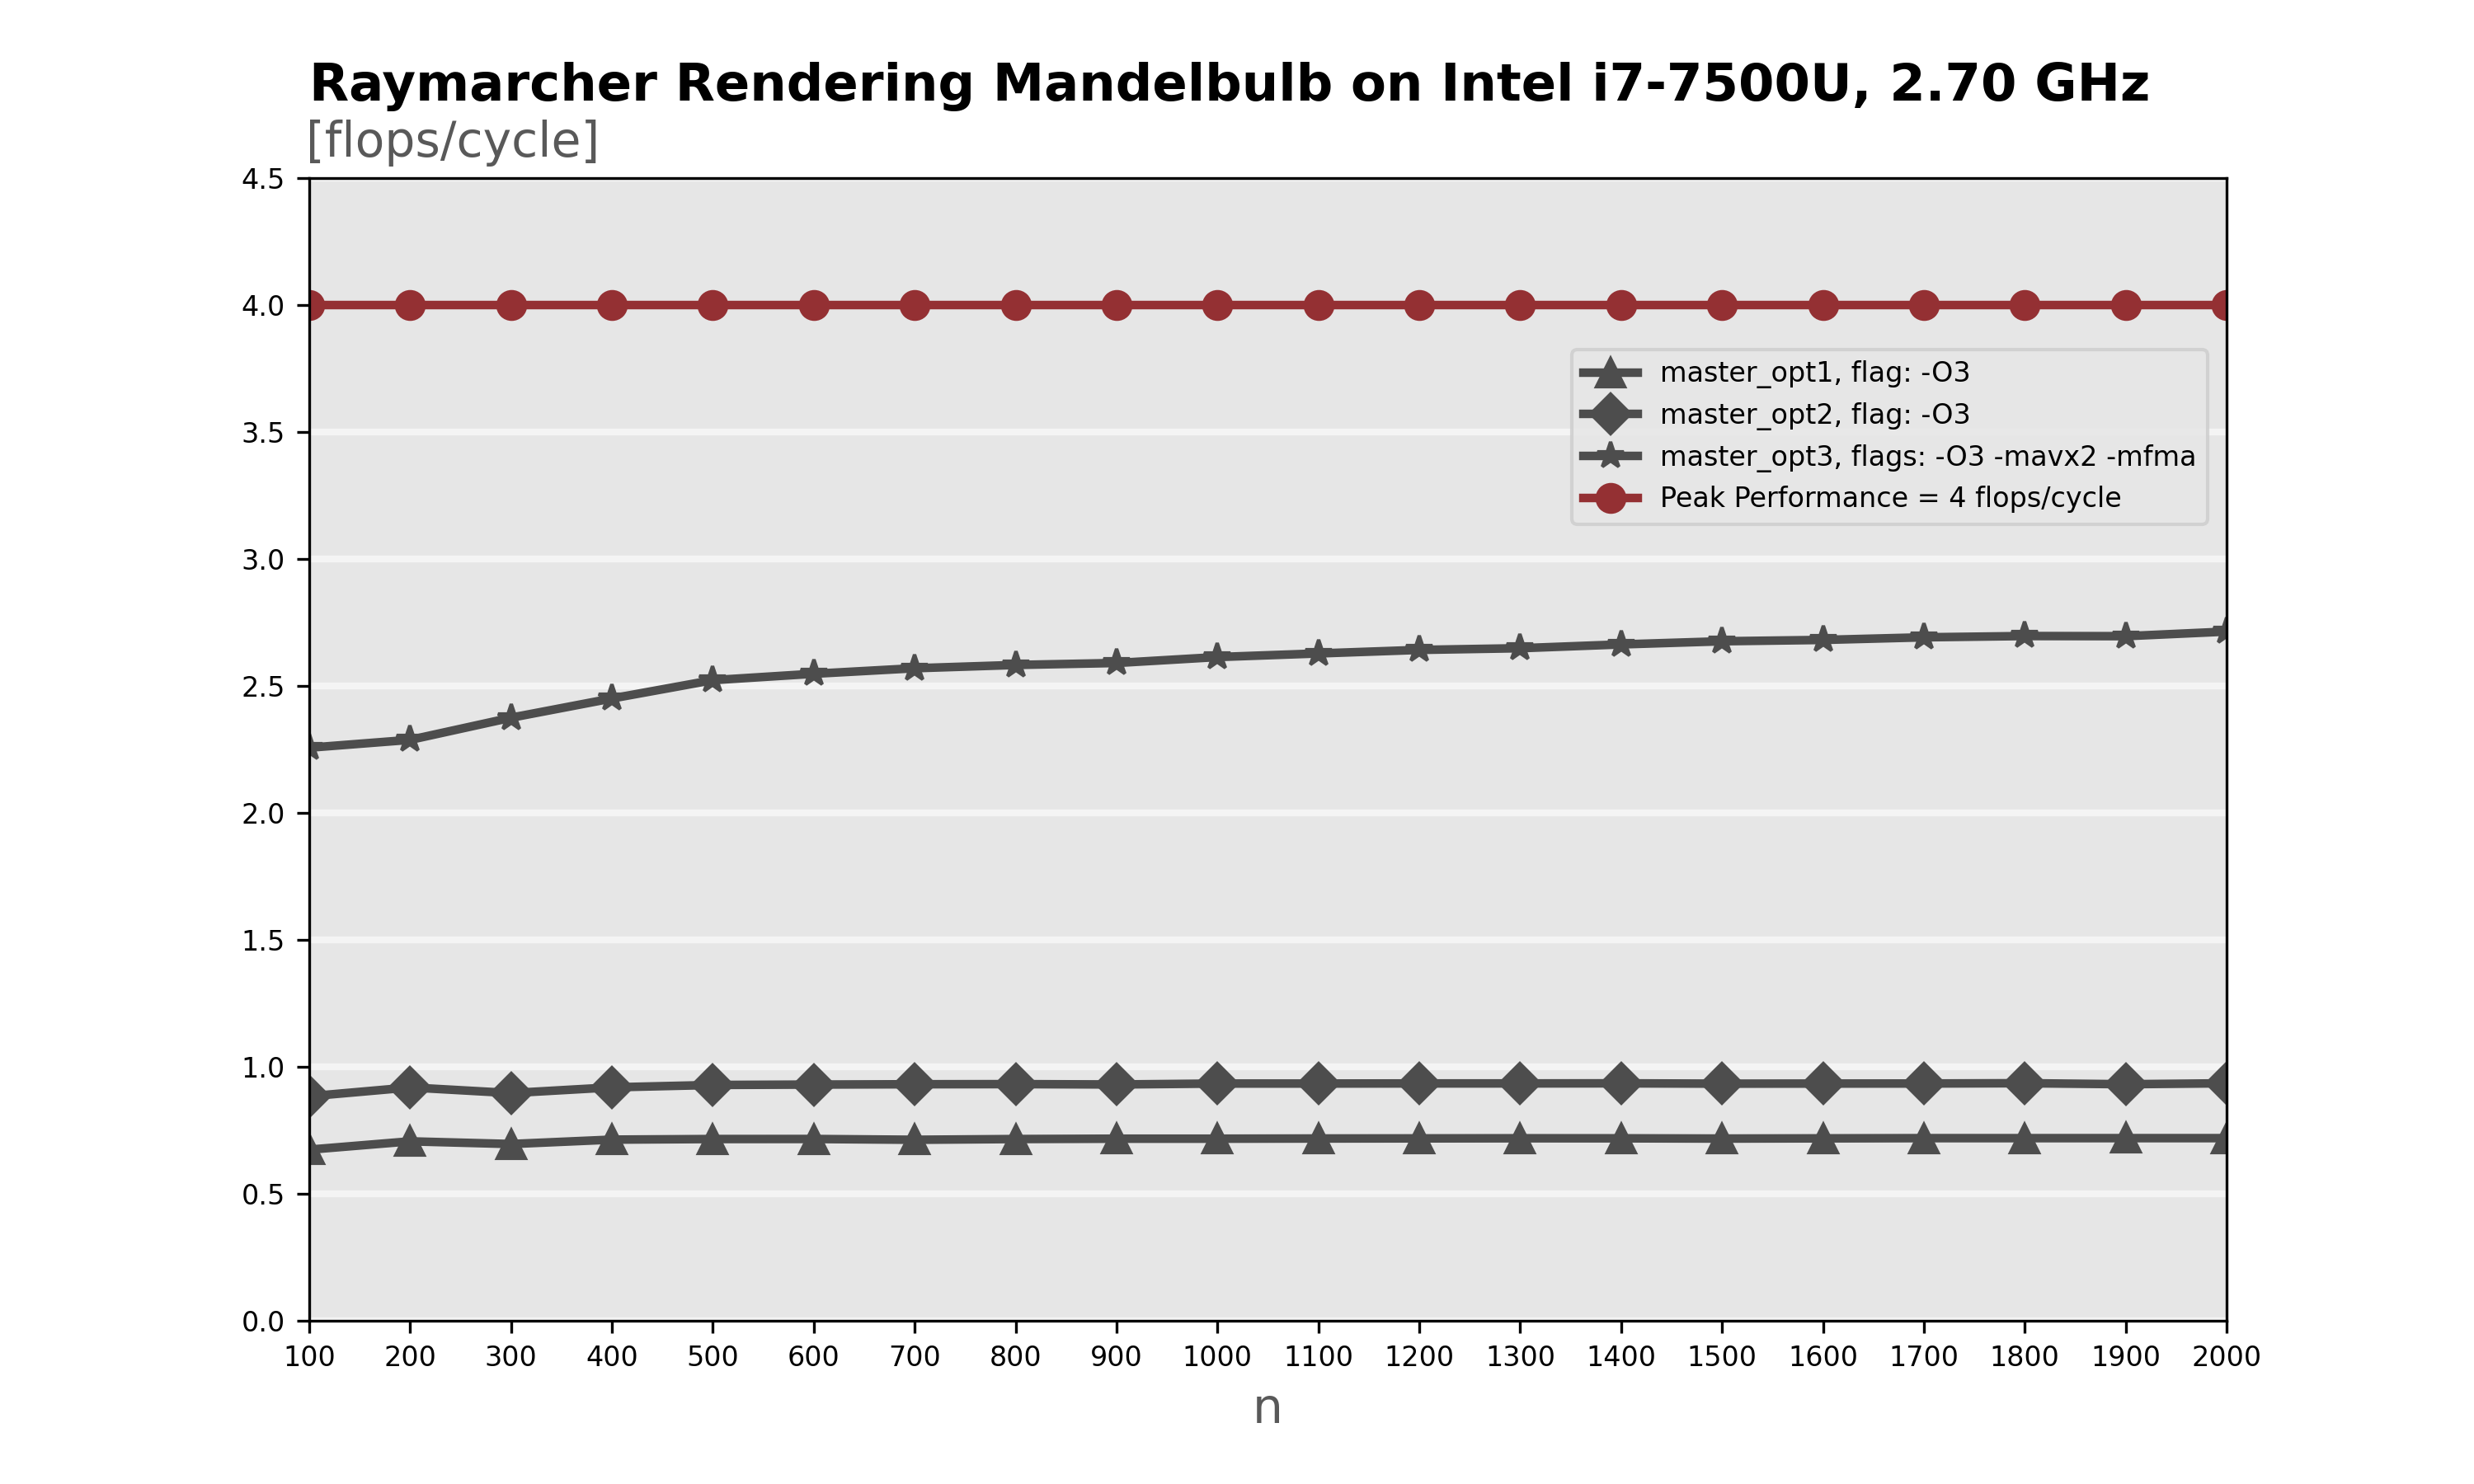 Raymarcher Rendering Mandelbulb on Intel i7-7500U, 2.70 GHz
[flops/cycle]
4.5
4.0
master_opt1, flag: -O3
master_opt2, flag: -O3
3.5
master_opt3, flags: -O3 -mavx2 -mfma
Peak Performance = 4 flops/cycle
3.0
2.5
2.0
1.5
1.0
0.5
0.0
100 200 300 400 500 600 700 800 900 1000 1100 1200 1300 1400 1500 1600 1700 1800 1900 2000
n